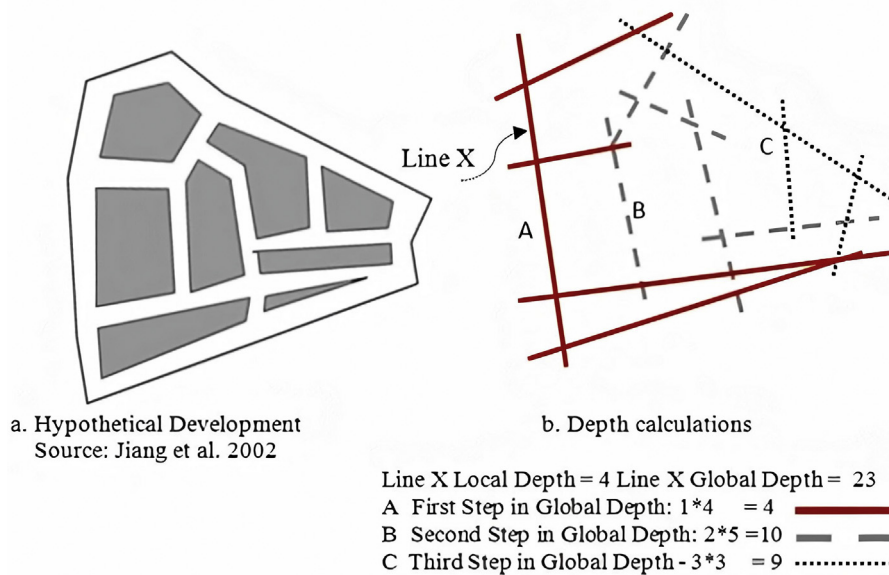 Line X
A
B
C
a. Hypothetical Development
Source: Jiang et al. 2002
b. Depth calculations
Line X Local Depth = 4 Line X Global Depth = 23
A First Step in Global Depth: 1*4 = 4
B Second Step in Global Depth: 2*5 =10
C Third Step in Global Depth - 3*3 = 9